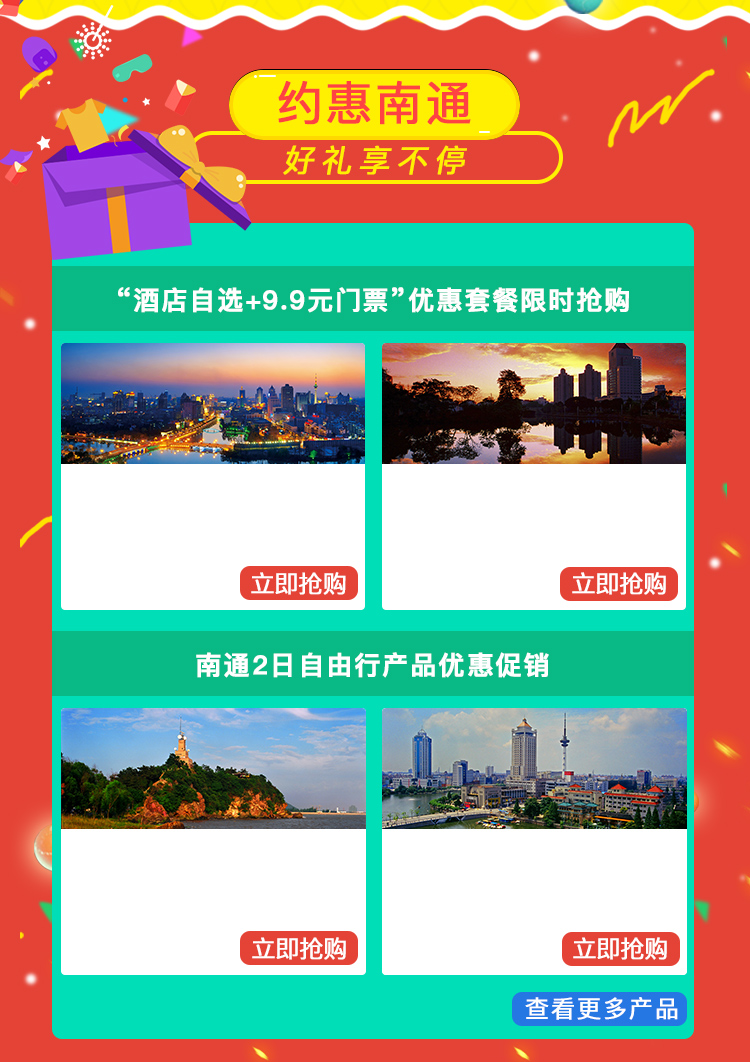 约惠南通
好礼享不停
“酒店自选+9.9元门票”优惠套餐限时抢购
立即抢购
立即抢购
南通2日自由行产品优惠促销
立即抢购
立即抢购
查看更多产品